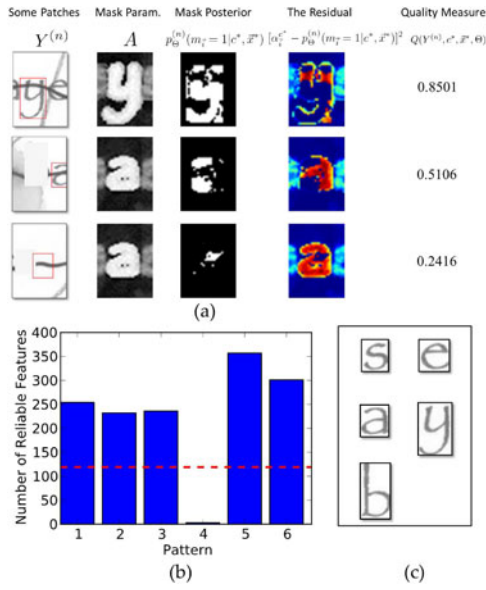 Some Patches Mask Param. Mask Posterior The Residual Quality Measure
Y⁽ⁿ⁾ A p_Θ⁽ⁿ⁾(m_i⃗ = 1|c*, x⃗*) [α_i⃗^c* − p_Θ⁽ⁿ⁾(m_i⃗ = 1|c*, x⃗*)]² Q(Y⁽ⁿ⁾, c*, x⃗*, Θ)
y y 0.8501
a 0.5106
a a 0.2416
(a)
400
350
300
250
200
150
100
50
0
Number of Reliable Features
1 2 3 4 5 6
Pattern
(b)
s e
a y
b
(c)